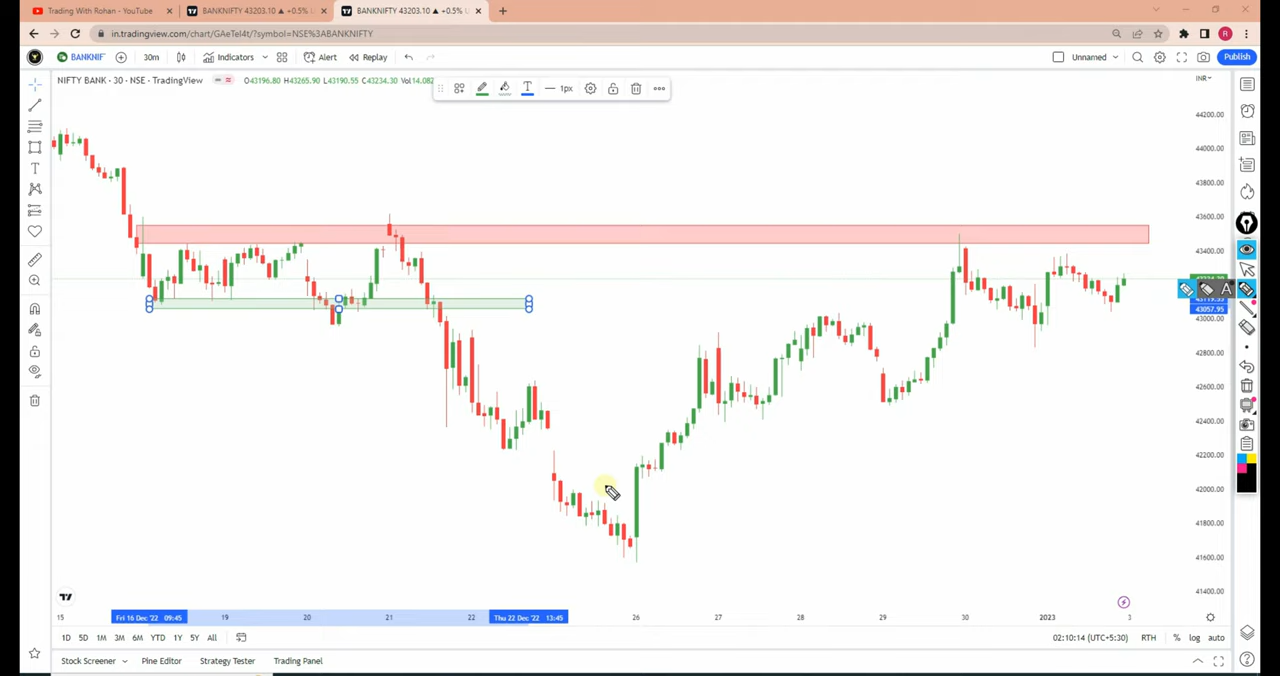 Trading With Rohan - YouTube
BANKNIFTY 43203.10 ▲ +0.5% U
BANKNIFTY 43203.10 ▲ +0.5% U
in.tradingview.com/chart/GAeTeI4t/?symbol=NSE%3ABANKNIFTY
R
BANKNIF
30m
Indicators
Alert
Replay
Unnamed
Publish
NIFTY BANK · 30 · NSE · TradingView
O43196.80 H43265.90 L43190.55 C43234.30 Vol14.082
1px
INR
44200.00
44000.00
43800.00
43600.00
43400.00
43000.00
43057.95
42800.00
42600.00
42400.00
42200.00
42000.00
41800.00
41600.00
41400.00
A
15
Fri 16 Dec '22 09:45
19
20
21
22
Thu 22 Dec '22 13:45
26
27
28
29
30
2023
3
1D 5D 1M 3M 6M YTD 1Y 5Y All
02:10:14 (UTC+5:30)
RTH
% log auto
Stock Screener
Pine Editor
Strategy Tester
Trading Panel